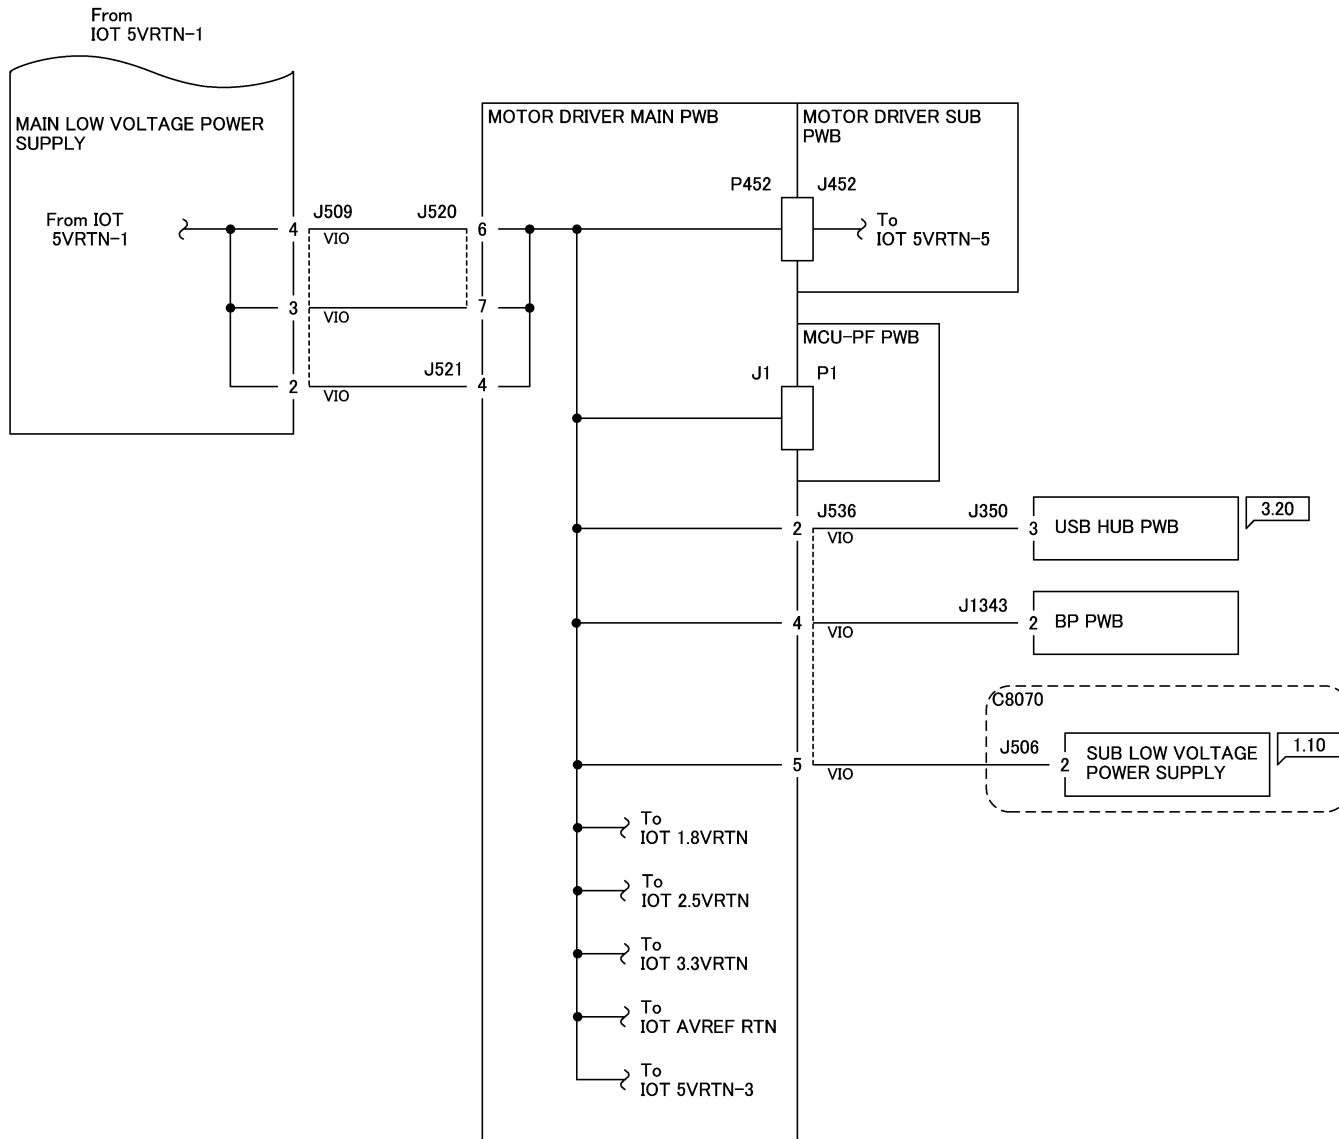 From
IOT 5VRTN-1
MAIN LOW VOLTAGE POWER
SUPPLY
MOTOR DRIVER MAIN PWB
MOTOR DRIVER SUB
PWB
P452
J452
From IOT
5VRTN-1
4
J509
J520
6
VIO
To
IOT 5VRTN-5
3
7
VIO
MCU-PF PWB
J521
2
4
VIO
J1
P1
J536
J350
2
VIO
3
USB HUB PWB
3.20
J1343
4
VIO
2
BP PWB
C8070
J506
5
VIO
2
SUB LOW VOLTAGE
POWER SUPPLY
1.10
To
IOT 1.8VRTN
To
IOT 2.5VRTN
To
IOT 3.3VRTN
To
IOT AVREF RTN
To
IOT 5VRTN-3